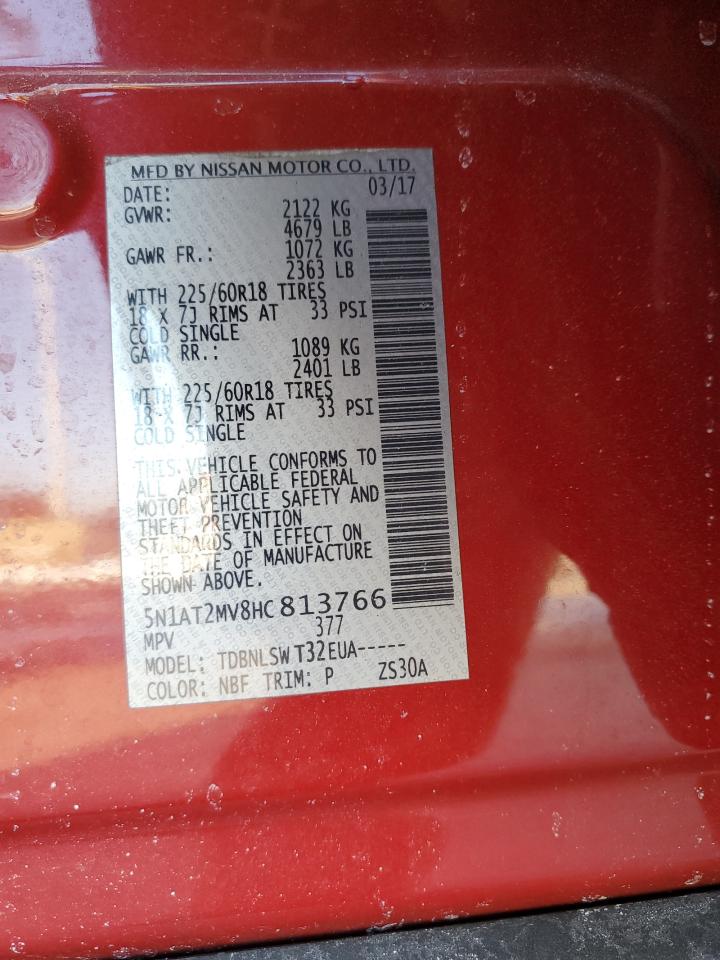 MFD BY NISSAN MOTOR CO., LTD.
DATE: 03/17
GVWR: 2122 KG
4679 LB
GAWR FR.: 1072 KG
2363 LB
WITH 225/60R18 TIRES
18 X 7J RIMS AT 33 PSI
COLD SINGLE
GAWR RR.: 1089 KG
2401 LB
WITH 225/60R18 TIRES
18 X 7J RIMS AT 33 PSI
COLD SINGLE
THIS VEHICLE CONFORMS TO
ALL APPLICABLE FEDERAL
MOTOR VEHICLE SAFETY AND
THEFT PREVENTION
STANDARDS IN EFFECT ON
THE DATE OF MANUFACTURE
SHOWN ABOVE.
5N1AT2MV8HC813766
MPV 377
MODEL: TDBNLSW T32EUA-----
COLOR: NBF TRIM: P ZS30A